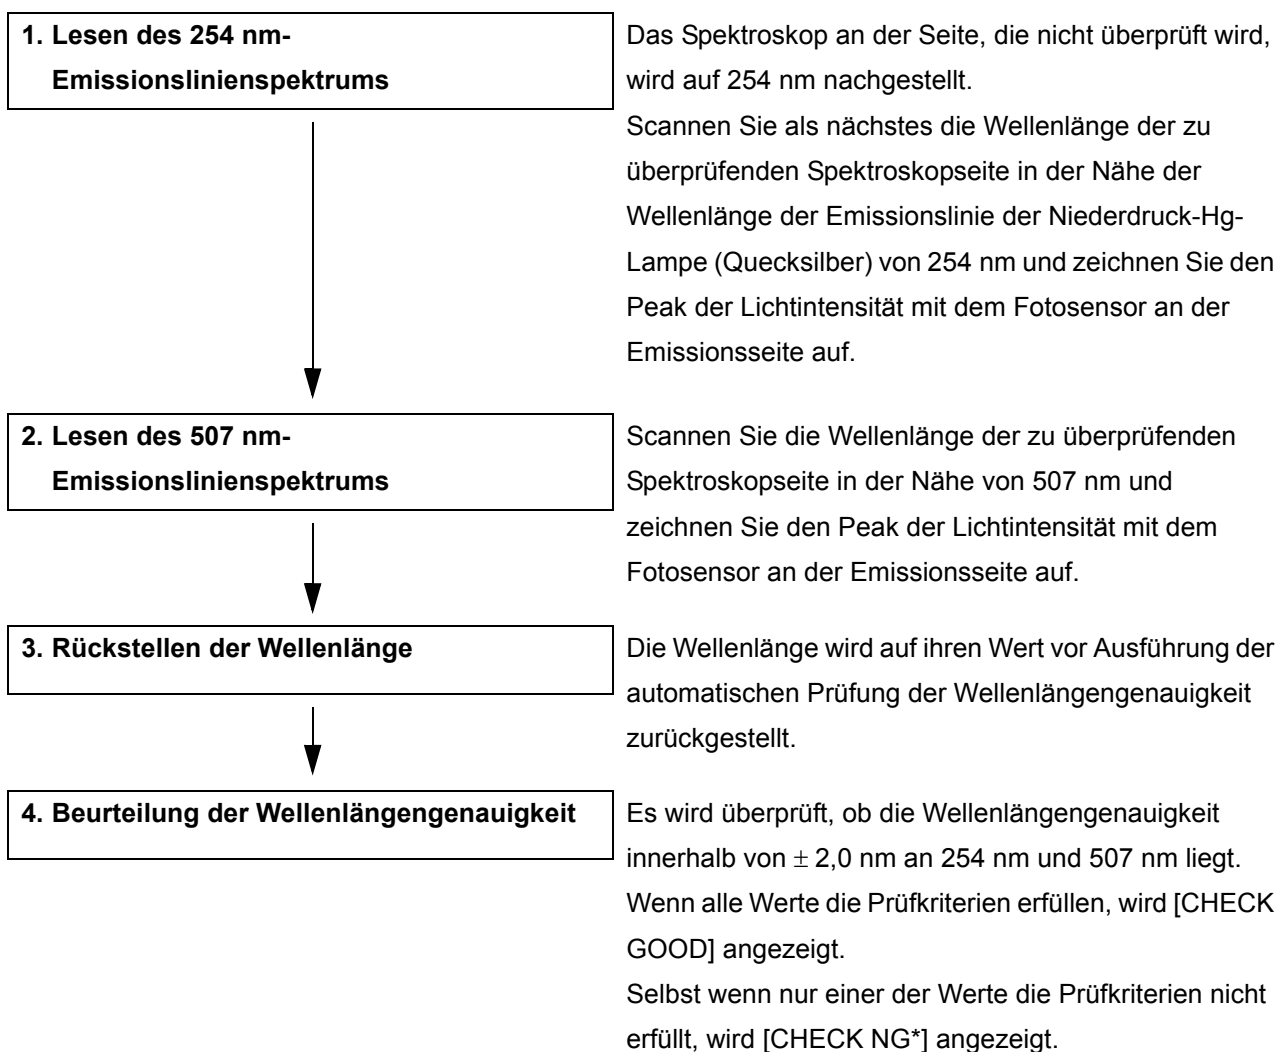 1. Lesen des 254 nm-
Emissionslinienspektrums
Das Spektroskop an der Seite, die nicht überprüft wird,
wird auf 254 nm nachgestellt.
Scannen Sie als nächstes die Wellenlänge der zu
überprüfenden Spektroskopseite in der Nähe der
Wellenlänge der Emissionslinie der Niederdruck-Hg-
Lampe (Quecksilber) von 254 nm und zeichnen Sie den
Peak der Lichtintensität mit dem Fotosensor an der
Emissionsseite auf.
2. Lesen des 507 nm-
Emissionslinienspektrums
Scannen Sie die Wellenlänge der zu überprüfenden
Spektroskopseite in der Nähe von 507 nm und
zeichnen Sie den Peak der Lichtintensität mit dem
Fotosensor an der Emissionsseite auf.
3. Rückstellen der Wellenlänge
Die Wellenlänge wird auf ihren Wert vor Ausführung der
automatischen Prüfung der Wellenlängengenauigkeit
zurückgestellt.
4. Beurteilung der Wellenlängengenauigkeit
Es wird überprüft, ob die Wellenlängengenauigkeit
innerhalb von ± 2,0 nm an 254 nm und 507 nm liegt.
Wenn alle Werte die Prüfkriterien erfüllen, wird [CHECK
GOOD] angezeigt.
Selbst wenn nur einer der Werte die Prüfkriterien nicht
erfüllt, wird [CHECK NG*] angezeigt.